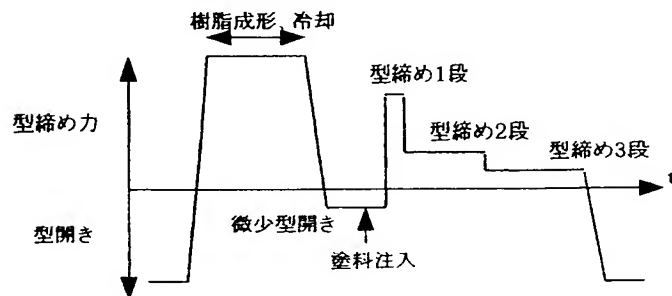 樹脂成形、冷却
型締め1段
型締め力
型締め2段
型締め3段
t
型開き
微少型開き
塗料注入